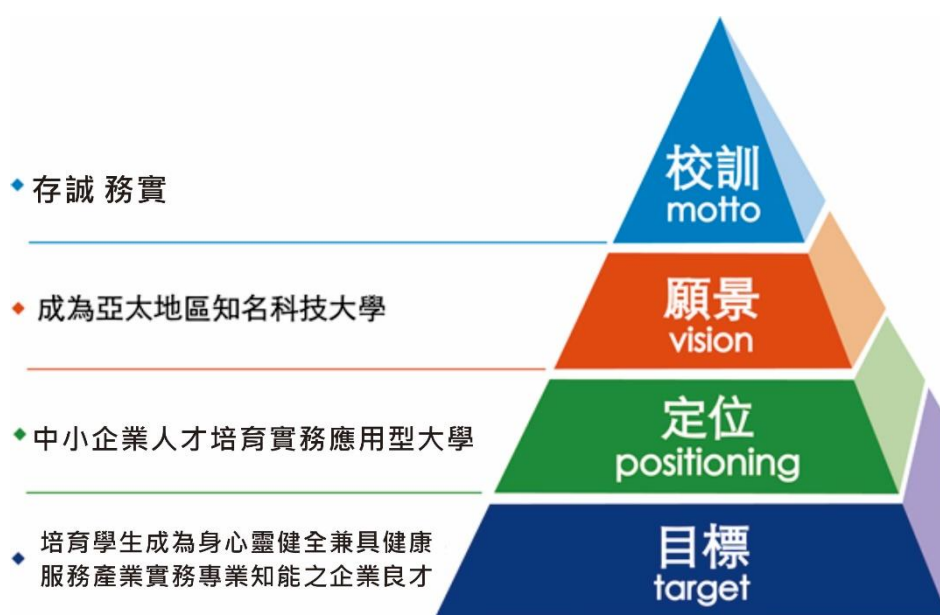 校訓
motto
存誠 務實
願景
vision
成為亞太地區知名科技大學
定位
positioning
中小企業人才培育實務應用型大學
目標
target
培育學生成為身心靈健全兼具健康
服務產業實務專業知能之企業良才